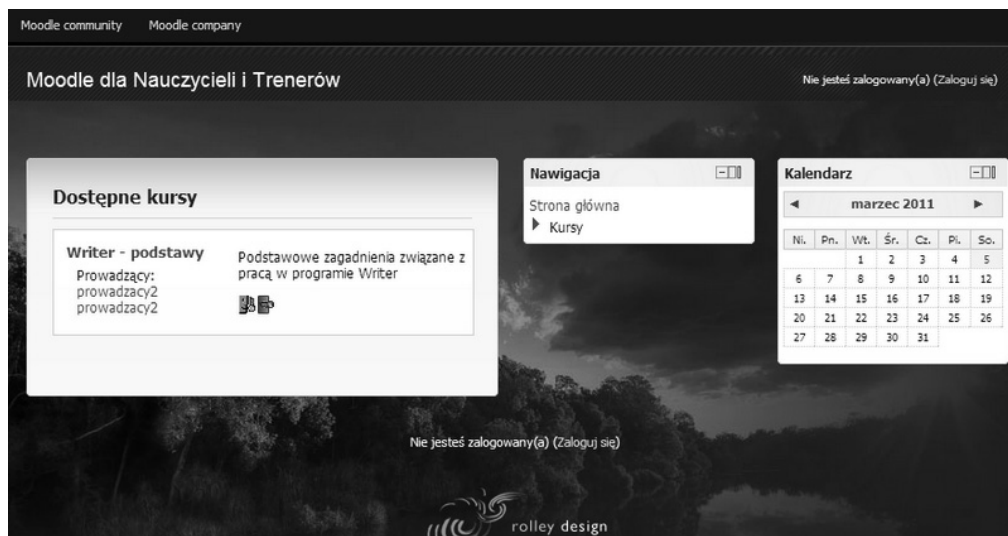 Moodle community Moodle company
Moodle dla Nauczycieli i Trenerów
Nie jesteś zalogowany(a) (Zaloguj się)
Dostępne kursy
Writer - podstawy
Prowadzący:
prowadzacy2
prowadzacy2
Podstawowe zagadnienia związane z
pracą w programie Writer
Nawigacja
Strona główna
Kursy
Kalendarz
marzec 2011
Ni. Pn. Wt. Śr. Cz. Pi. So.
1 2 3 4 5
6 7 8 9 10 11 12
13 14 15 16 17 18 19
20 21 22 23 24 25 26
27 28 29 30 31
Nie jesteś zalogowany(a) (Zaloguj się)
rolley design